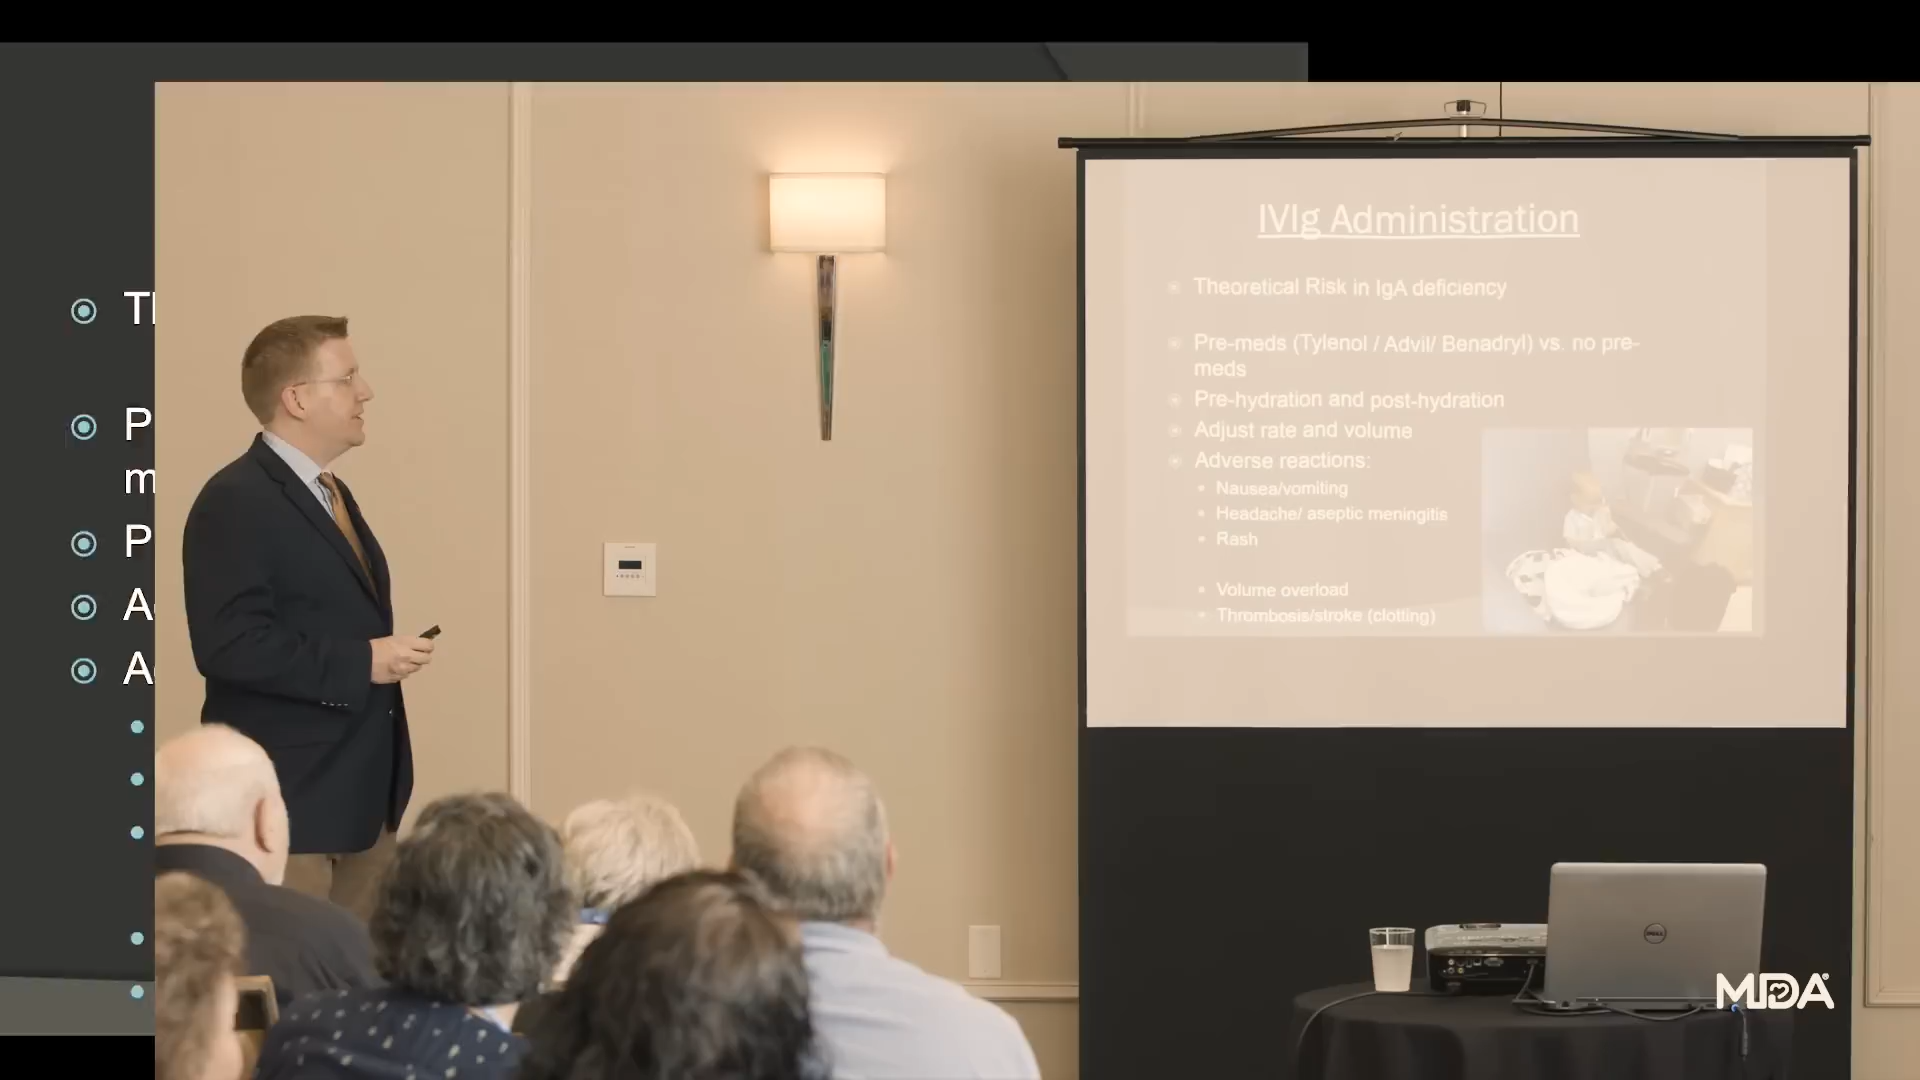 IVIg Administration
Theoretical Risk in IgA deficiency
Pre-meds (Tylenol / Advil/ Benadryl) vs. no pre-
meds
Pre-hydration and post-hydration
Adjust rate and volume
Adverse reactions:
Nausea/vomiting
Headache/ aseptic meningitis
Rash
Volume overload
Thrombosis/stroke (clotting)
Th
P
m
P
A
A
DELL
MDA